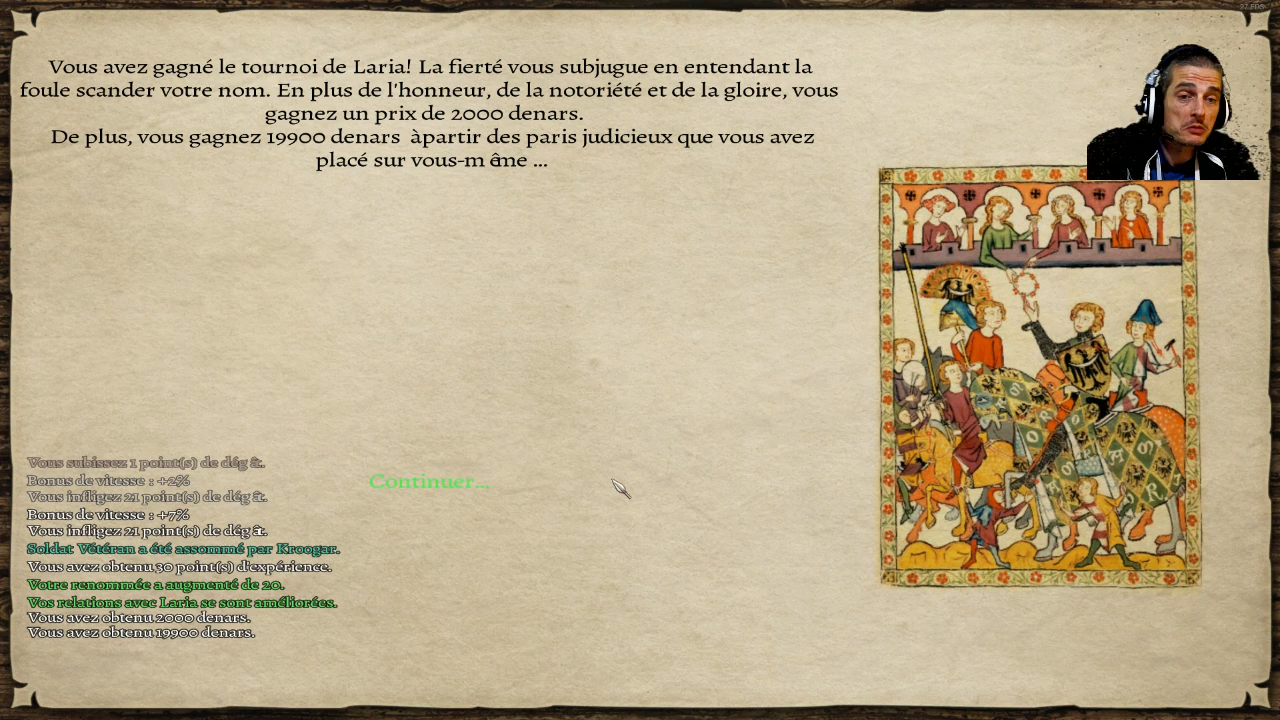 27 FPS
Vous avez gagné le tournoi de Laria! La fierté vous subjugue en entendant la
foule scander votre nom. En plus de l'honneur, de la notoriété et de la gloire, vous
gagnez un prix de 2000 denars.
De plus, vous gagnez 19900 denars àpartir des paris judicieux que vous avez
placé sur vous-m ême ...
Vous subissez 1 point(s) de dég ât.
Bonus de vitesse : +2%
Vous infligez 21 point(s) de dég ât.
Continuer...
Bonus de vitesse : +7%
Vous infligez 21 point(s) de dég ât.
Soldat Vétéran a été assommé par Kroogar.
Vous avez obtenu 30 point(s) d'expérience.
Votre renommée a augmenté de 20.
Vos relations avec Laria se sont améliorées.
Vous avez obtenu 2000 denars.
Vous avez obtenu 19900 denars.